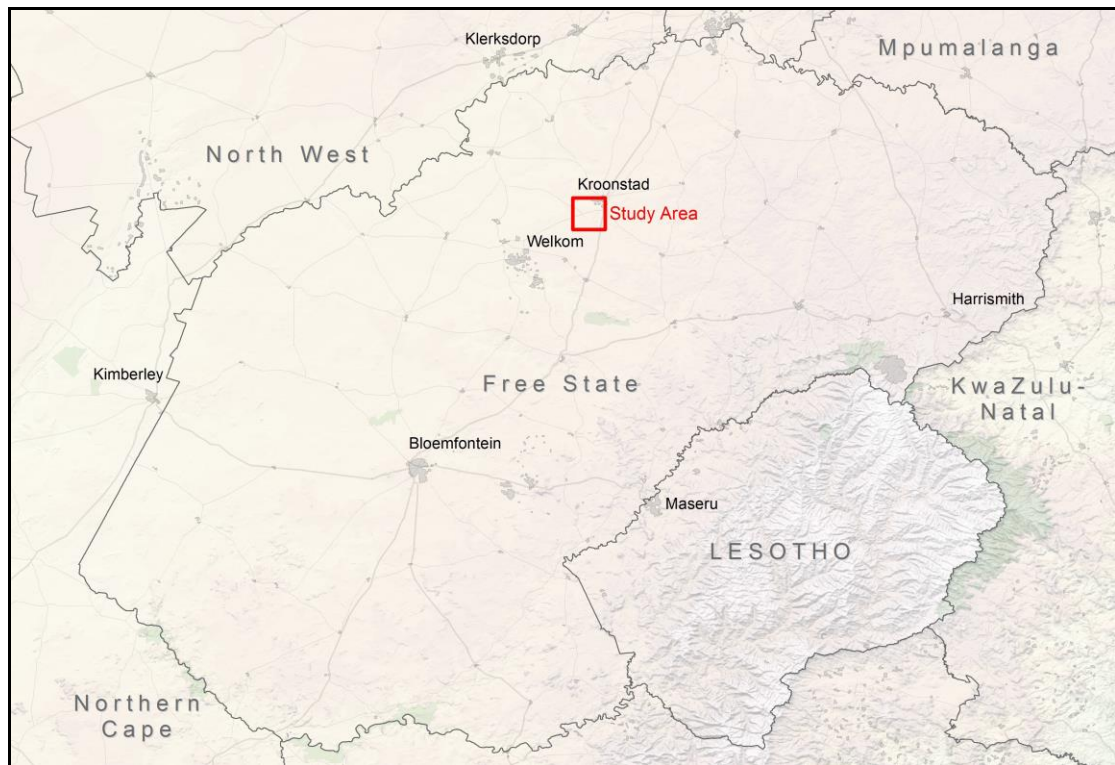 Klerksdorp
Mpumalanga
North West
Kroonstad
Study Area
Welkom
Harrismith
Kimberley
Free State
KwaZulu-
Natal
Bloemfontein
Maseru
LESOTHO
Northern
Cape